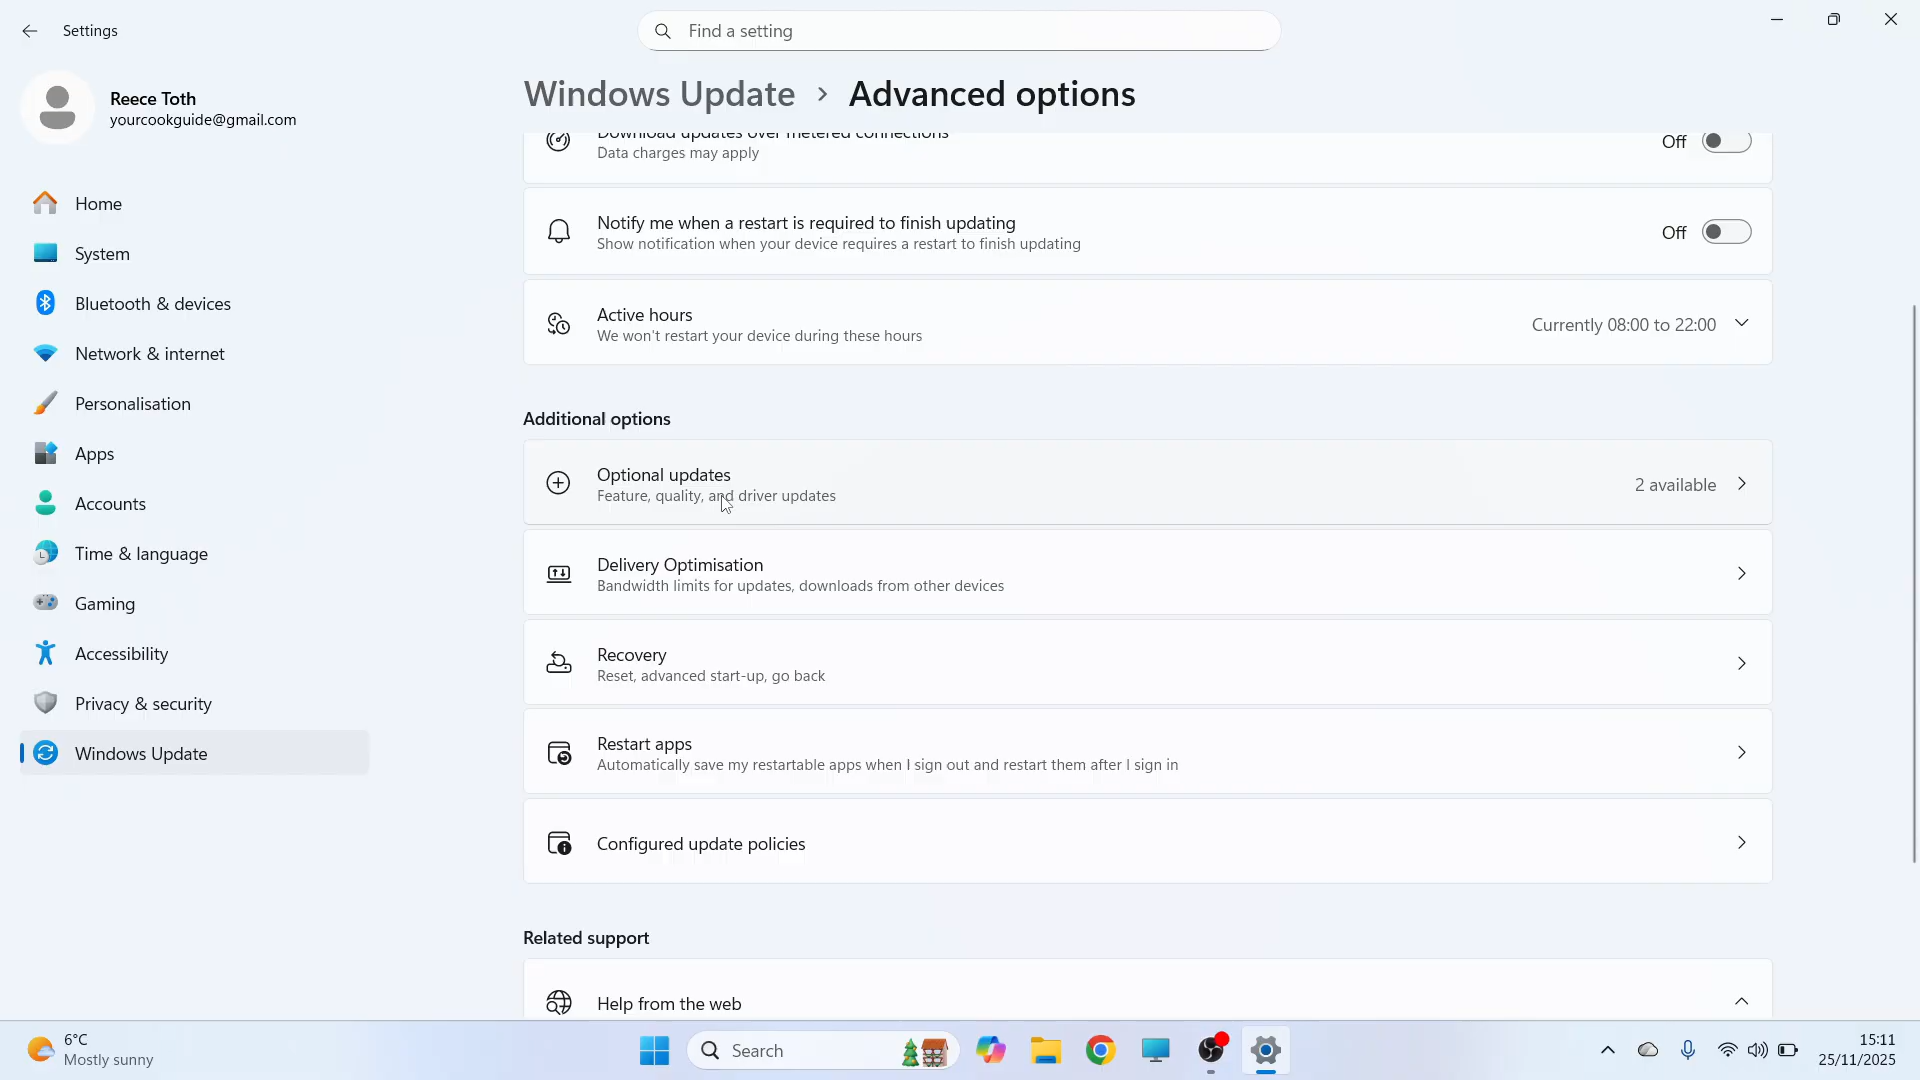 Settings
Find a setting
Reece Toth
yourcookguide@gmail.com
Home
System
Bluetooth & devices
Network & internet
Personalisation
Apps
Accounts
Time & language
Gaming
Accessibility
Privacy & security
Windows Update
Windows Update > Advanced options
Download updates over metered connections
Data charges may apply
Off
Notify me when a restart is required to finish updating
Show notification when your device requires a restart to finish updating
Off
Active hours
We won't restart your device during these hours
Currently 08:00 to 22:00
Additional options
Optional updates
Feature, quality, and driver updates
2 available
Delivery Optimisation
Bandwidth limits for updates, downloads from other devices
Recovery
Reset, advanced start-up, go back
Restart apps
Automatically save my restartable apps when I sign out and restart them after I sign in
Configured update policies
Related support
Help from the web
6°C
Mostly sunny
Search
15:11
25/11/2025